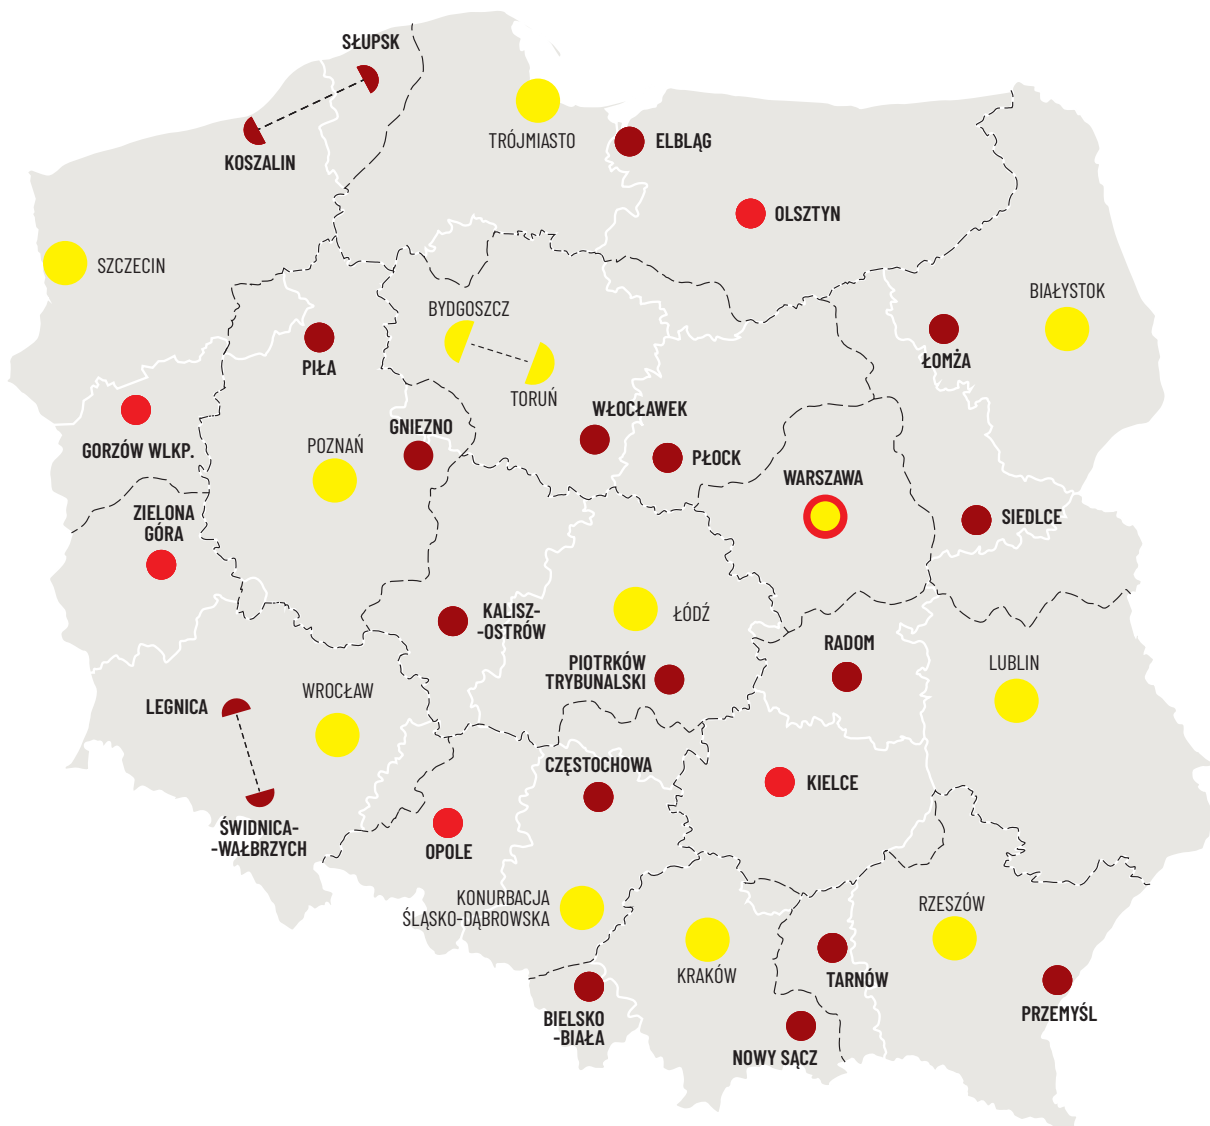 SŁUPSK
KOSZALIN
TRÓJMIASTO
ELBLĄG
OLSZTYN
SZCZECIN
BIAŁYSTOK
BYDGOSZCZ
ŁOMŻA
PIŁA
TORUŃ
WŁOCŁAWEK
GNIEZNO
GORZÓW WLKP.
POZNAŃ
PŁOCK
WARSZAWA
ZIELONA
GÓRA
SIEDLCE
KALISZ-
-OSTRÓW
ŁÓDŹ
RADOM
LUBLIN
PIOTRKÓW
TRYBUNALSKI
WROCŁAW
LEGNICA
CZĘSTOCHOWA
KIELCE
ŚWIDNICA-
-WAŁBRZYCH
OPOLE
KONURBACJA
ŚLĄSKO-DĄBROWSKA
RZESZÓW
KRAKÓW
TARNÓW
PRZEMYŚL
BIELSKO
-BIAŁA
NOWY SĄCZ